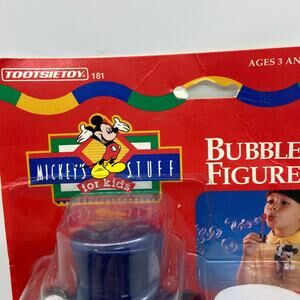 TOOTSIETOY 181
AGES 3 AN
MICKEY'S STUFF
for kids
BUBBLE
FIGURE